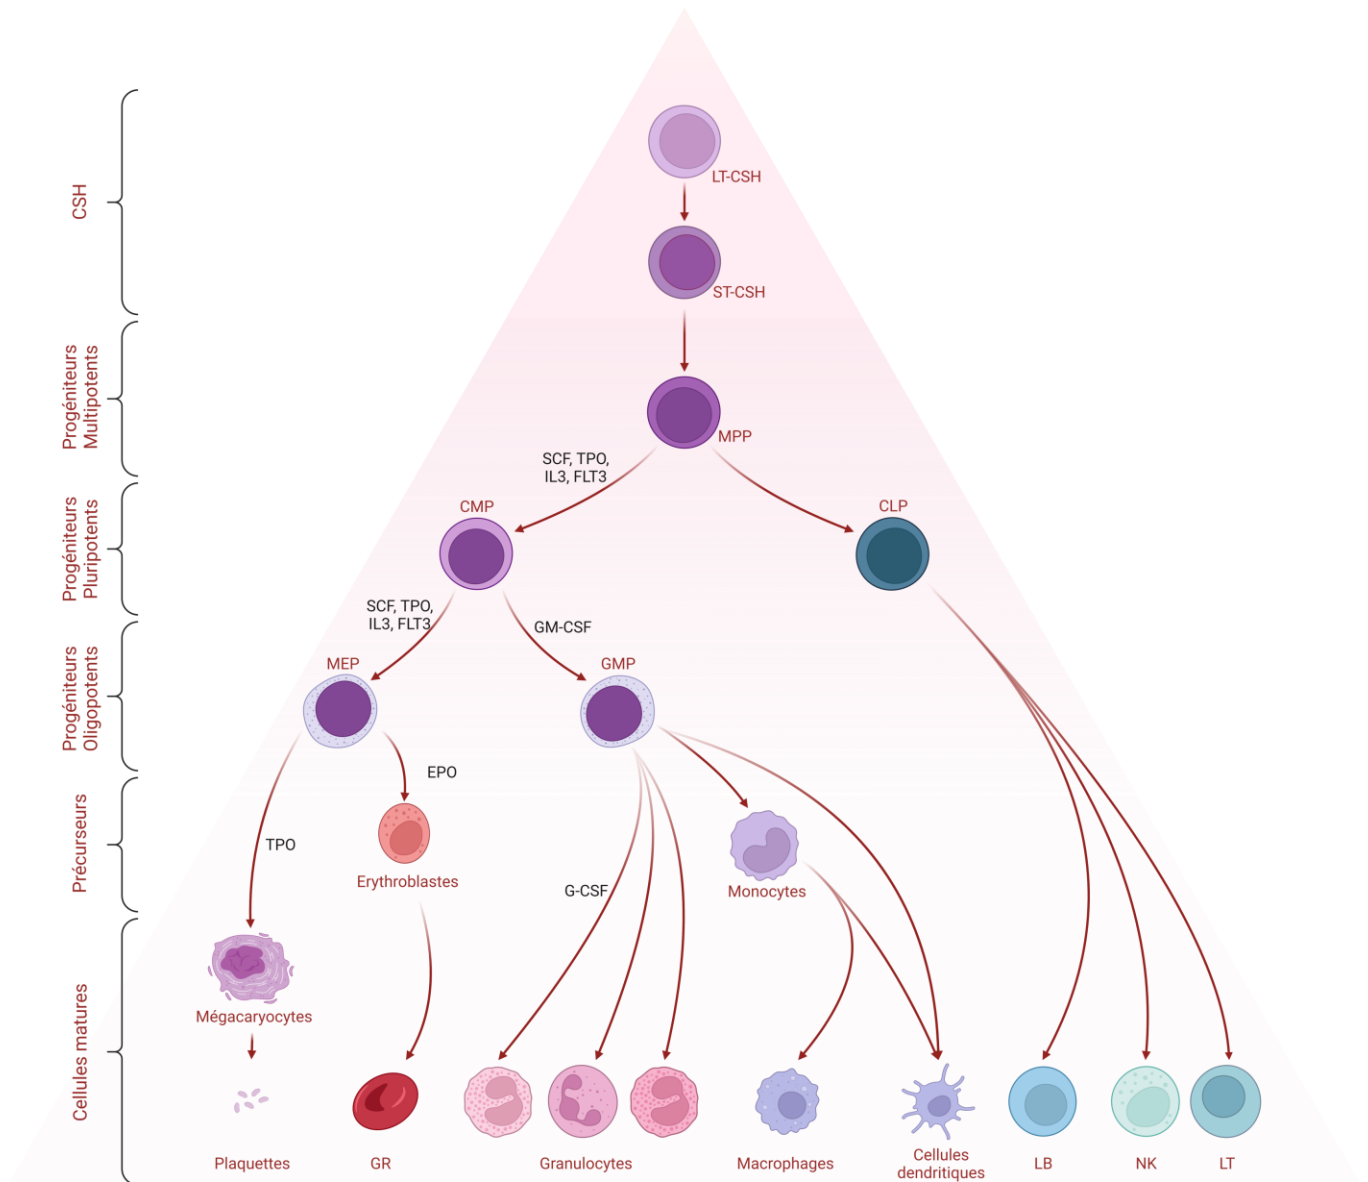 CSH
LT-CSH
ST-CSH
Progéniteurs
Multipotents
MPP
SCF, TPO,
IL3, FLT3
Progéniteurs
Pluripotents
CMP
CLP
SCF, TPO,
IL3, FLT3
GM-CSF
Progéniteurs
Oligopotents
MEP
GMP
EPO
Précurseurs
TPO
Erythroblastes
G-CSF
Monocytes
Cellules matures
Mégacaryocytes
Plaquettes
GR
Granulocytes
Macrophages
Cellules
dendritiques
LB
NK
LT